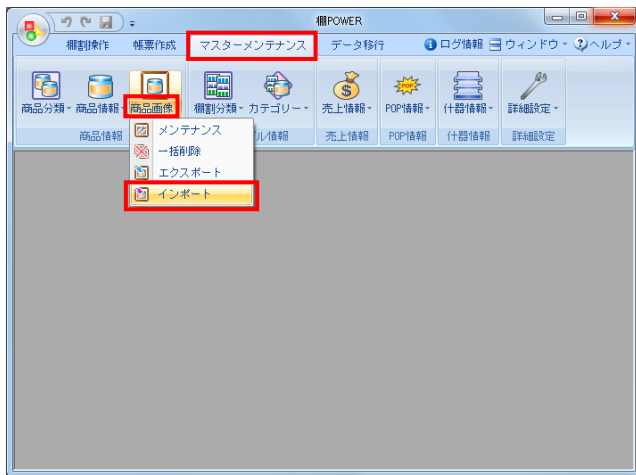 棚POWER
棚割操作 帳票作成 マスターメンテナンス データ移行 ログ情報 ウィンドウ ヘルプ
商品分類 商品情報 商品画像 棚割分類 カテゴリー 売上情報 POP情報 什器情報 詳細設定
商品情報 ル情報 売上情報 POP情報 什器情報 詳細設定
メンテナンス
一括削除
エクスポート
インポート